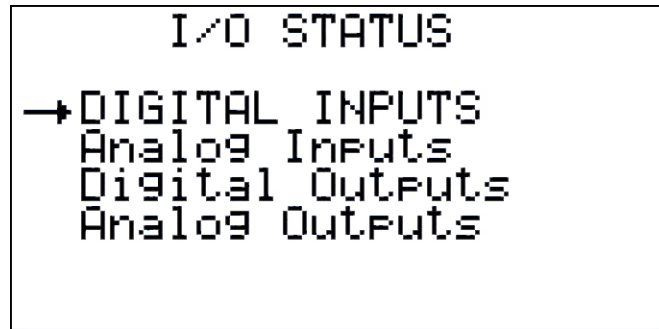 I/O STATUS
→DIGITAL INPUTS
Analog Inputs
Digital Outputs
Analog Outputs